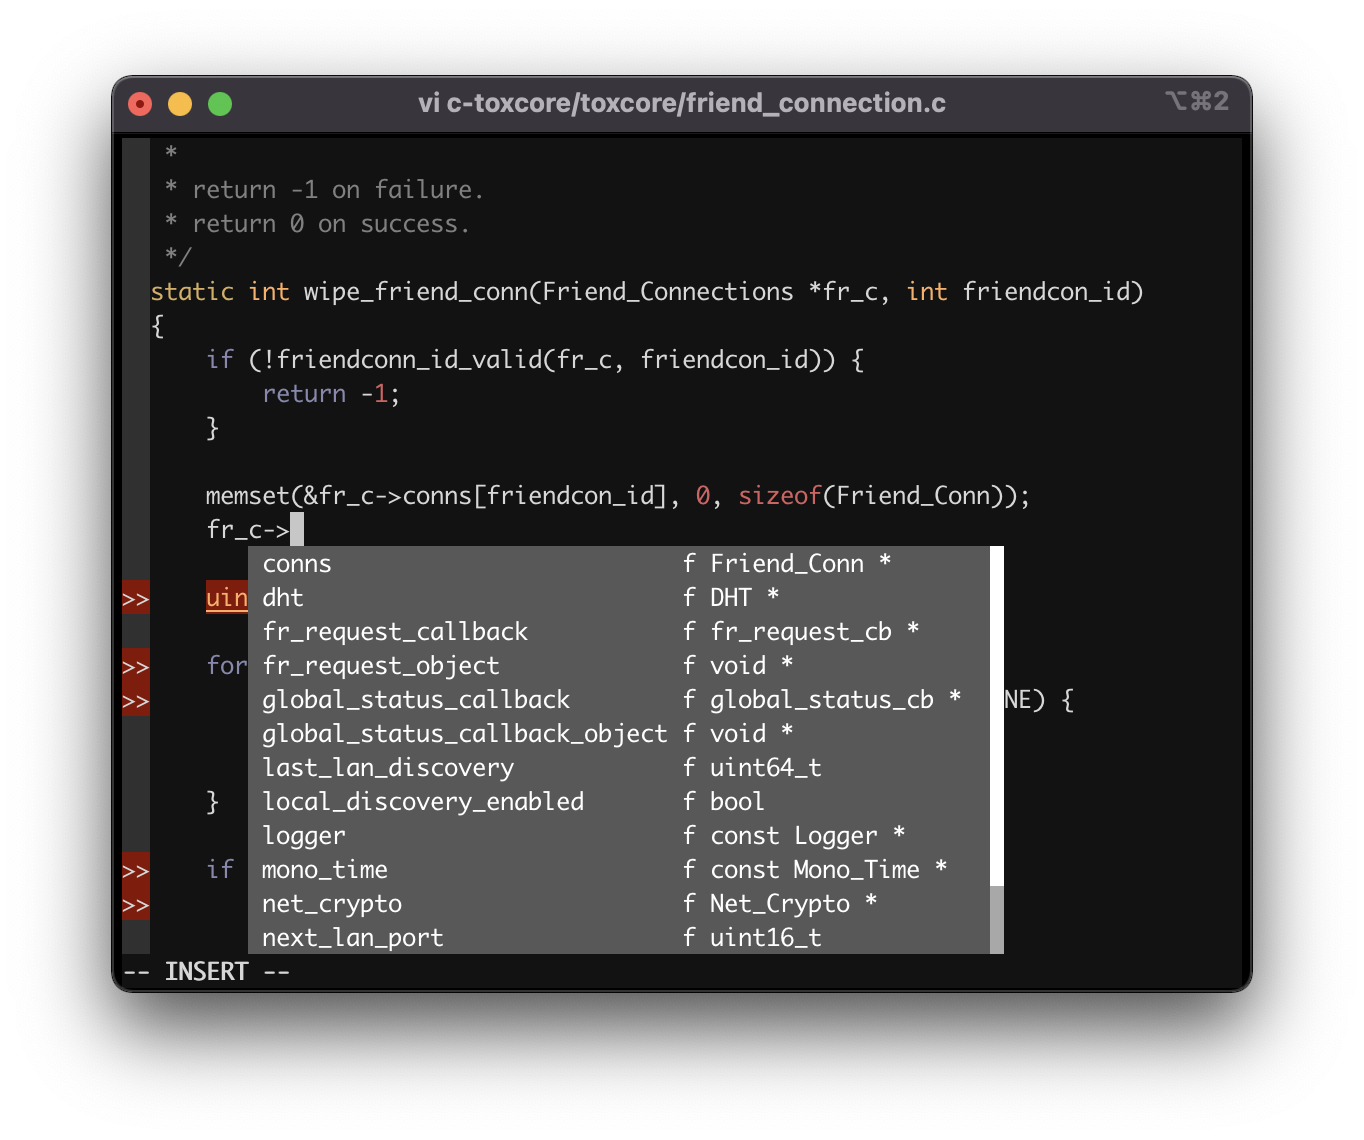 vi c-toxcore/toxcore/friend_connection.c ⌥⌘2
*
* return -1 on failure.
* return 0 on success.
*/
static int wipe_friend_conn(Friend_Connections *fr_c, int friendcon_id)
{
if (!friendconn_id_valid(fr_c, friendcon_id)) {
return -1;
}
memset(&fr_c->conns[friendcon_id], 0, sizeof(Friend_Conn));
fr_c->
conns f Friend_Conn *
>> uin dht f DHT *
fr_request_callback f fr_request_cb *
>> for fr_request_object f void *
>> global_status_callback f global_status_cb * NE) {
global_status_callback_object f void *
last_lan_discovery f uint64_t
} local_discovery_enabled f bool
logger f const Logger *
>> if mono_time f const Mono_Time *
>> net_crypto f Net_Crypto *
next_lan_port f uint16_t
-- INSERT --